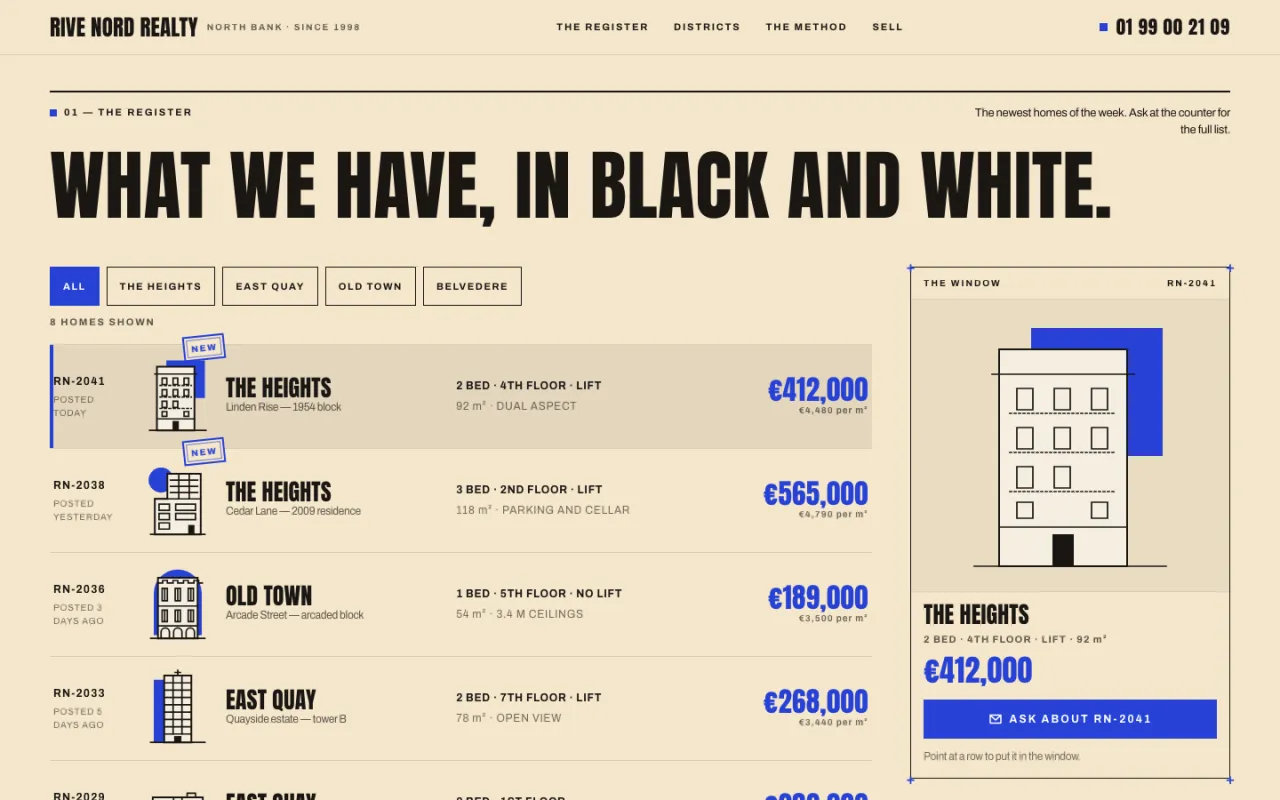 RIVE NORD REALTY NORTH BANK · SINCE 1998
THE REGISTER DISTRICTS THE METHOD SELL
01 99 00 21 09
01 — THE REGISTER
The newest homes of the week. Ask at the counter for
the full list.
WHAT WE HAVE, IN BLACK AND WHITE.
ALL THE HEIGHTS EAST QUAY OLD TOWN BELVEDERE
8 HOMES SHOWN
RN-2041
POSTED
TODAY
NEW
THE HEIGHTS
Linden Rise — 1954 block
2 BED · 4TH FLOOR · LIFT
92 m² · DUAL ASPECT
€412,000
€4,480 per m²
RN-2038
POSTED
YESTERDAY
NEW
THE HEIGHTS
Cedar Lane — 2009 residence
3 BED · 2ND FLOOR · LIFT
118 m² · PARKING AND CELLAR
€565,000
€4,790 per m²
RN-2036
POSTED 3
DAYS AGO
OLD TOWN
Arcade Street — arcaded block
1 BED · 5TH FLOOR · NO LIFT
54 m² · 3.4 M CEILINGS
€189,000
€3,500 per m²
RN-2033
POSTED 5
DAYS AGO
EAST QUAY
Quayside estate — tower B
2 BED · 7TH FLOOR · LIFT
78 m² · OPEN VIEW
€268,000
€3,440 per m²
RN-2029
EAST QUAY
THE WINDOW RN-2041
THE HEIGHTS
2 BED · 4TH FLOOR · LIFT · 92 m²
€412,000
ASK ABOUT RN-2041
Point at a row to put it in the window.